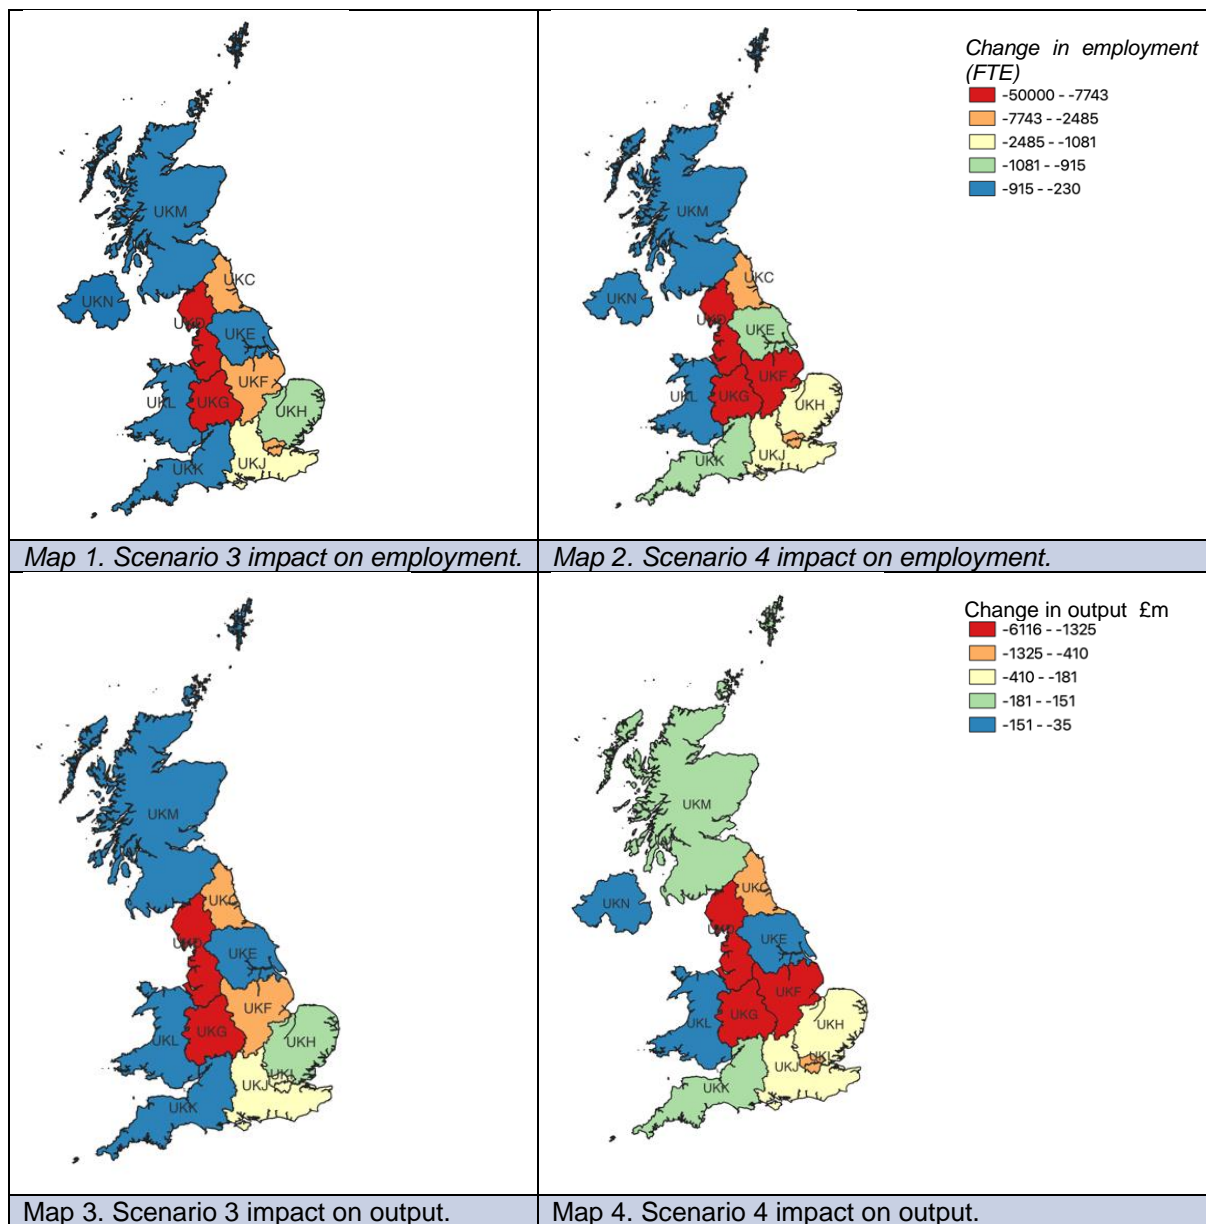 UKM
UKC
UKN
UKD
UKE
UKF
UKL
UKG
UKH
UKJ
UKK
Map 1. Scenario 3 impact on employment.
Change in employment
(FTE)
-50000 - -7743
-7743 - -2485
-2485 - -1081
-1081 - -915
-915 - -230
UKM
UKC
UKN
UKD
UKE
UKF
UKL
UKG
UKH
UKJ
UKK
Map 2. Scenario 4 impact on employment.
UKM
UKC
UKD
UKE
UKF
UKL
UKG
UKH
UKI
UKJ
UKK
Map 3. Scenario 3 impact on output.
Change in output £m
-6116 - -1325
-1325 - -410
-410 - -181
-181 - -151
-151 - -35
UKM
UKC
UKN
UKD
UKE
UKF
UKL
UKG
UKH
UKI
UKJ
UKK
Map 4. Scenario 4 impact on output.